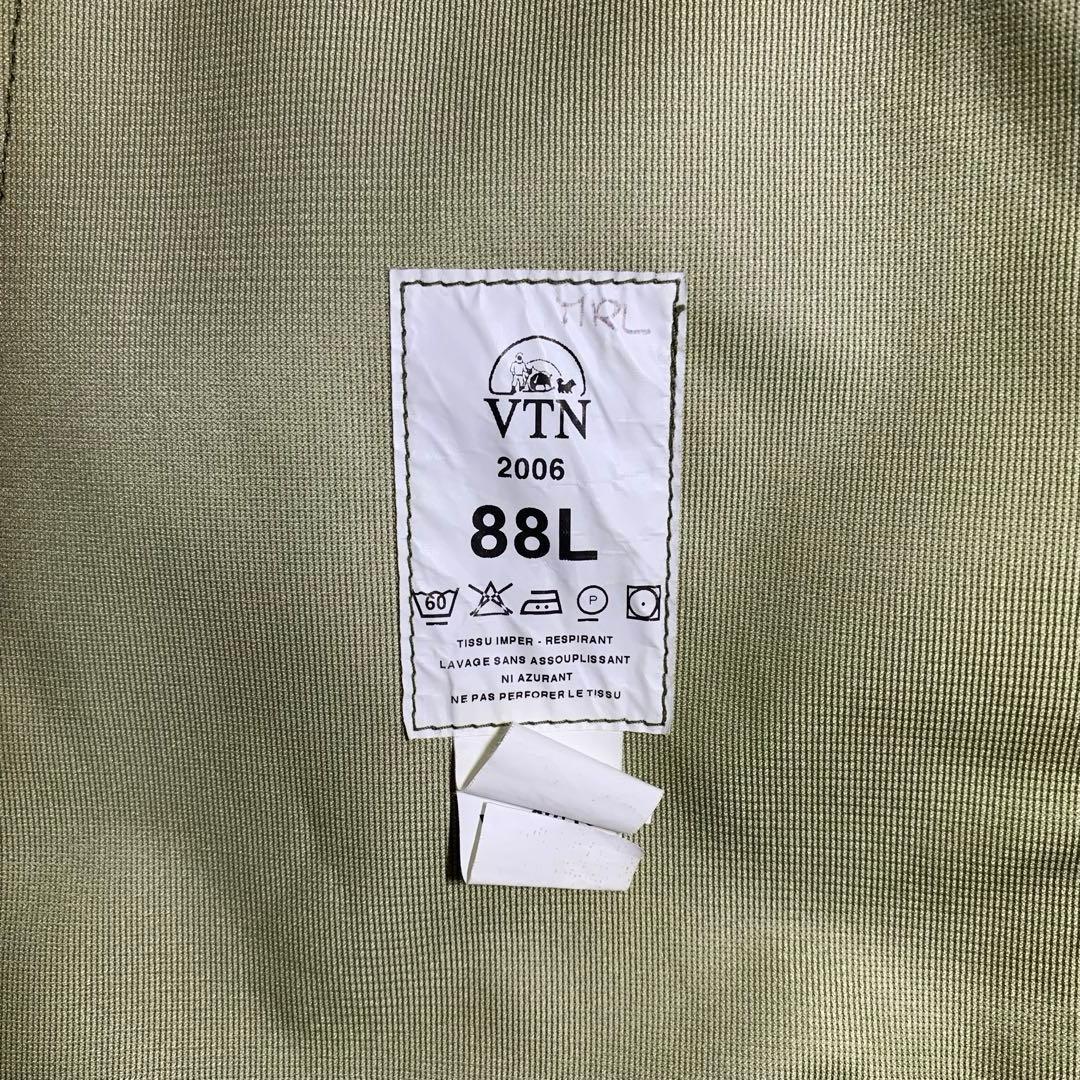 MRL
VTN
2006
88L
60 P
TISSU IMPER - RESPIRANT
LAVAGE SANS ASSOUPLISSANT
NI AZURANT
NE PAS PERFORER LE TISSU